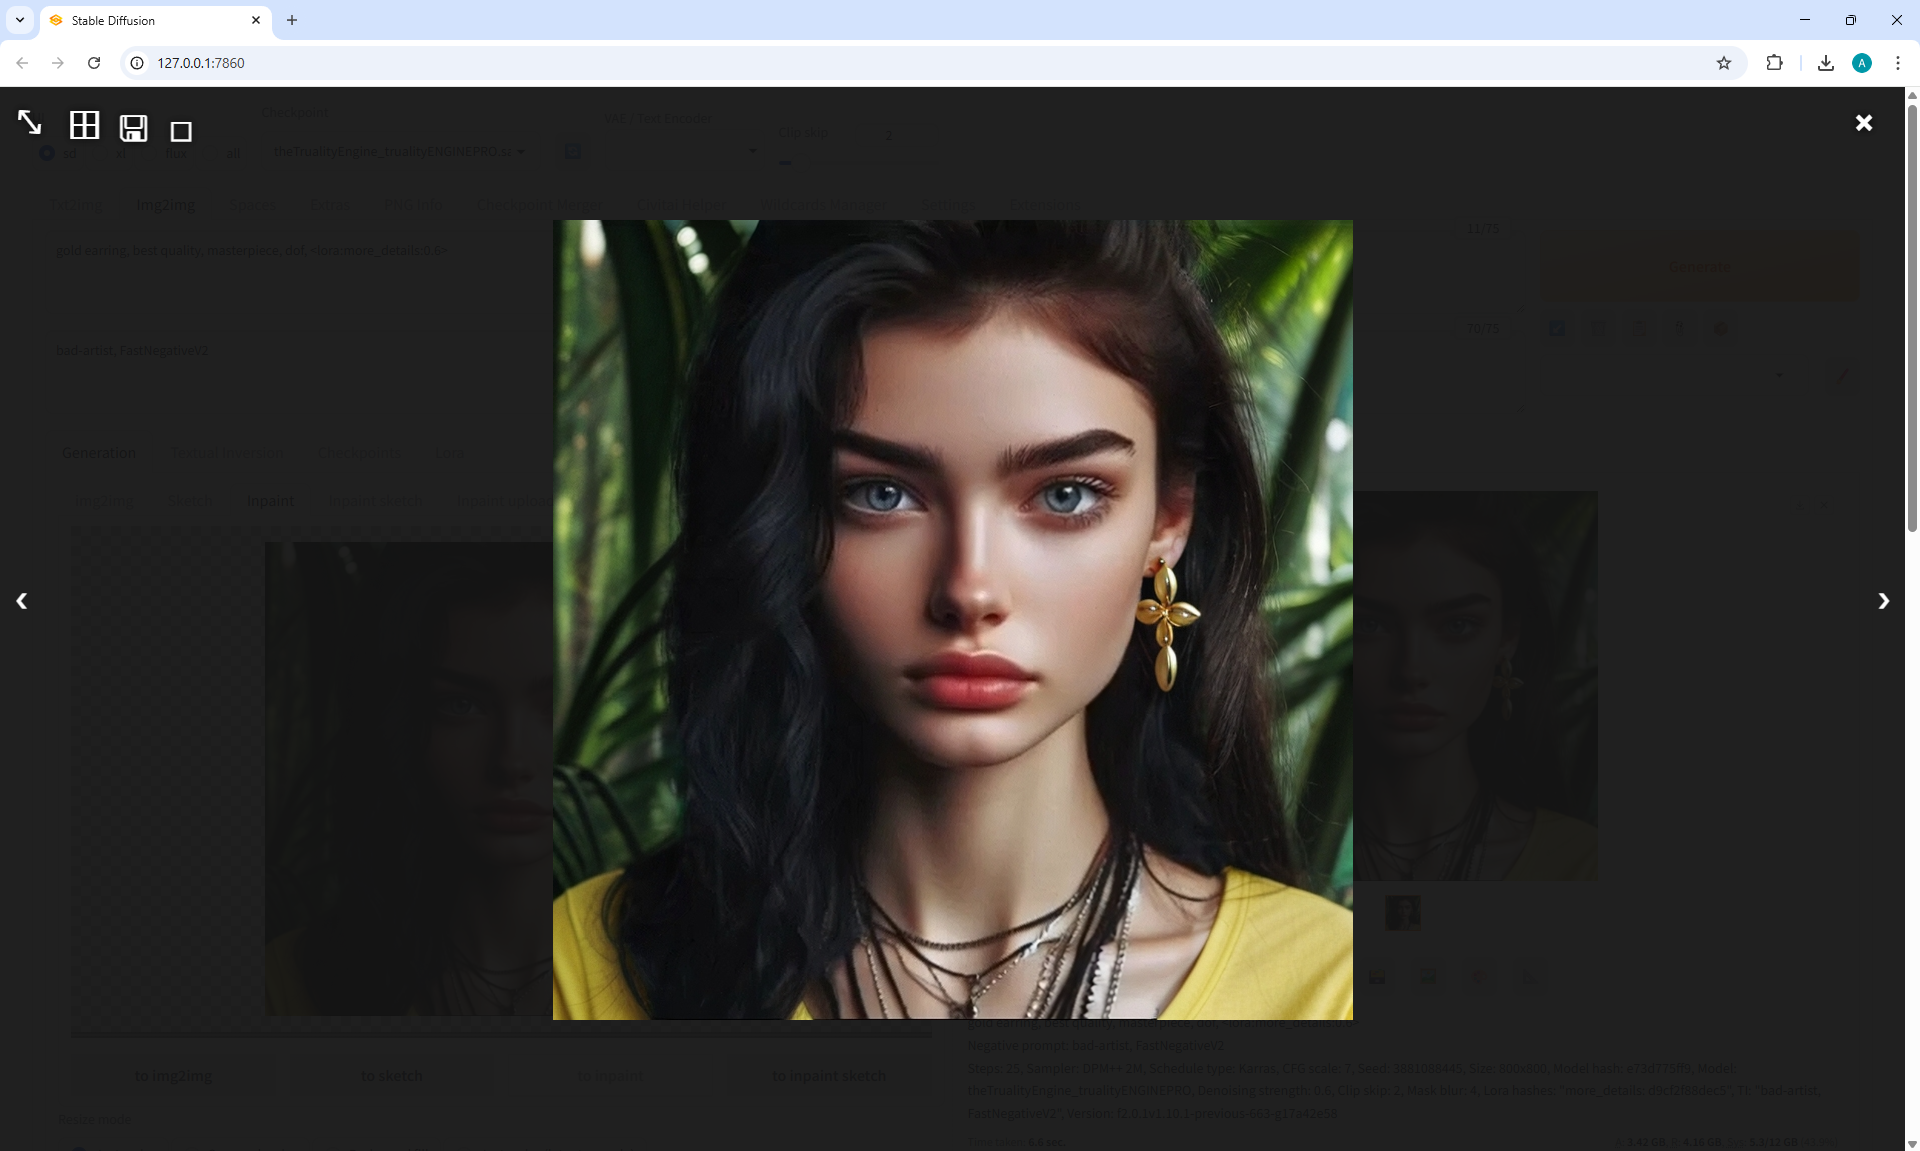 Stable Diffusion
127.0.0.1:7860
A
Checkpoint
VAE / Text Encoder
Clip skip
2
sd xl flux all
theTrualityEngine_trualityENGINEPRO.sa
Txt2img Img2img Spaces Extras PNG Info Checkpoint Merger Global Helper Wildcards Manager Settings Extensions
gold earring, best quality, masterpiece, dof, <lora:more_details:0.6>
11/75
Generate
bad-artist, FastNegativeV2
70/75
Generation Textual Inversion Checkpoints Lora
img2img Sketch Inpaint Inpaint sketch Inpaint upload
to img2img to sketch to inpaint to inpaint sketch
Resize mode
gold earring, best quality, masterpiece, dof, <lora:more_details:0.6>
Negative prompt: bad-artist, FastNegativeV2
Steps: 25, Sampler: DPM++ 2M, Schedule type: Karras, CFG scale: 7, Seed: 3881088445, Size: 800x800, Model hash: e73d775ff9, Model:
theTrualityEngine_trualityENGINEPRO, Denoising strength: 0.6, Clip skip: 2, Mask blur: 4, Lora hashes: "more_details: d9cf2f88dec5", TI: "bad-artist,
FastNegativeV2", Version: f2.0.1v1.10.1-previous-663-g17a42e58
Time taken: 6.6 sec.
A: 3.62 GB, R: 4.16 GB, Sys: 5.3/12 GB